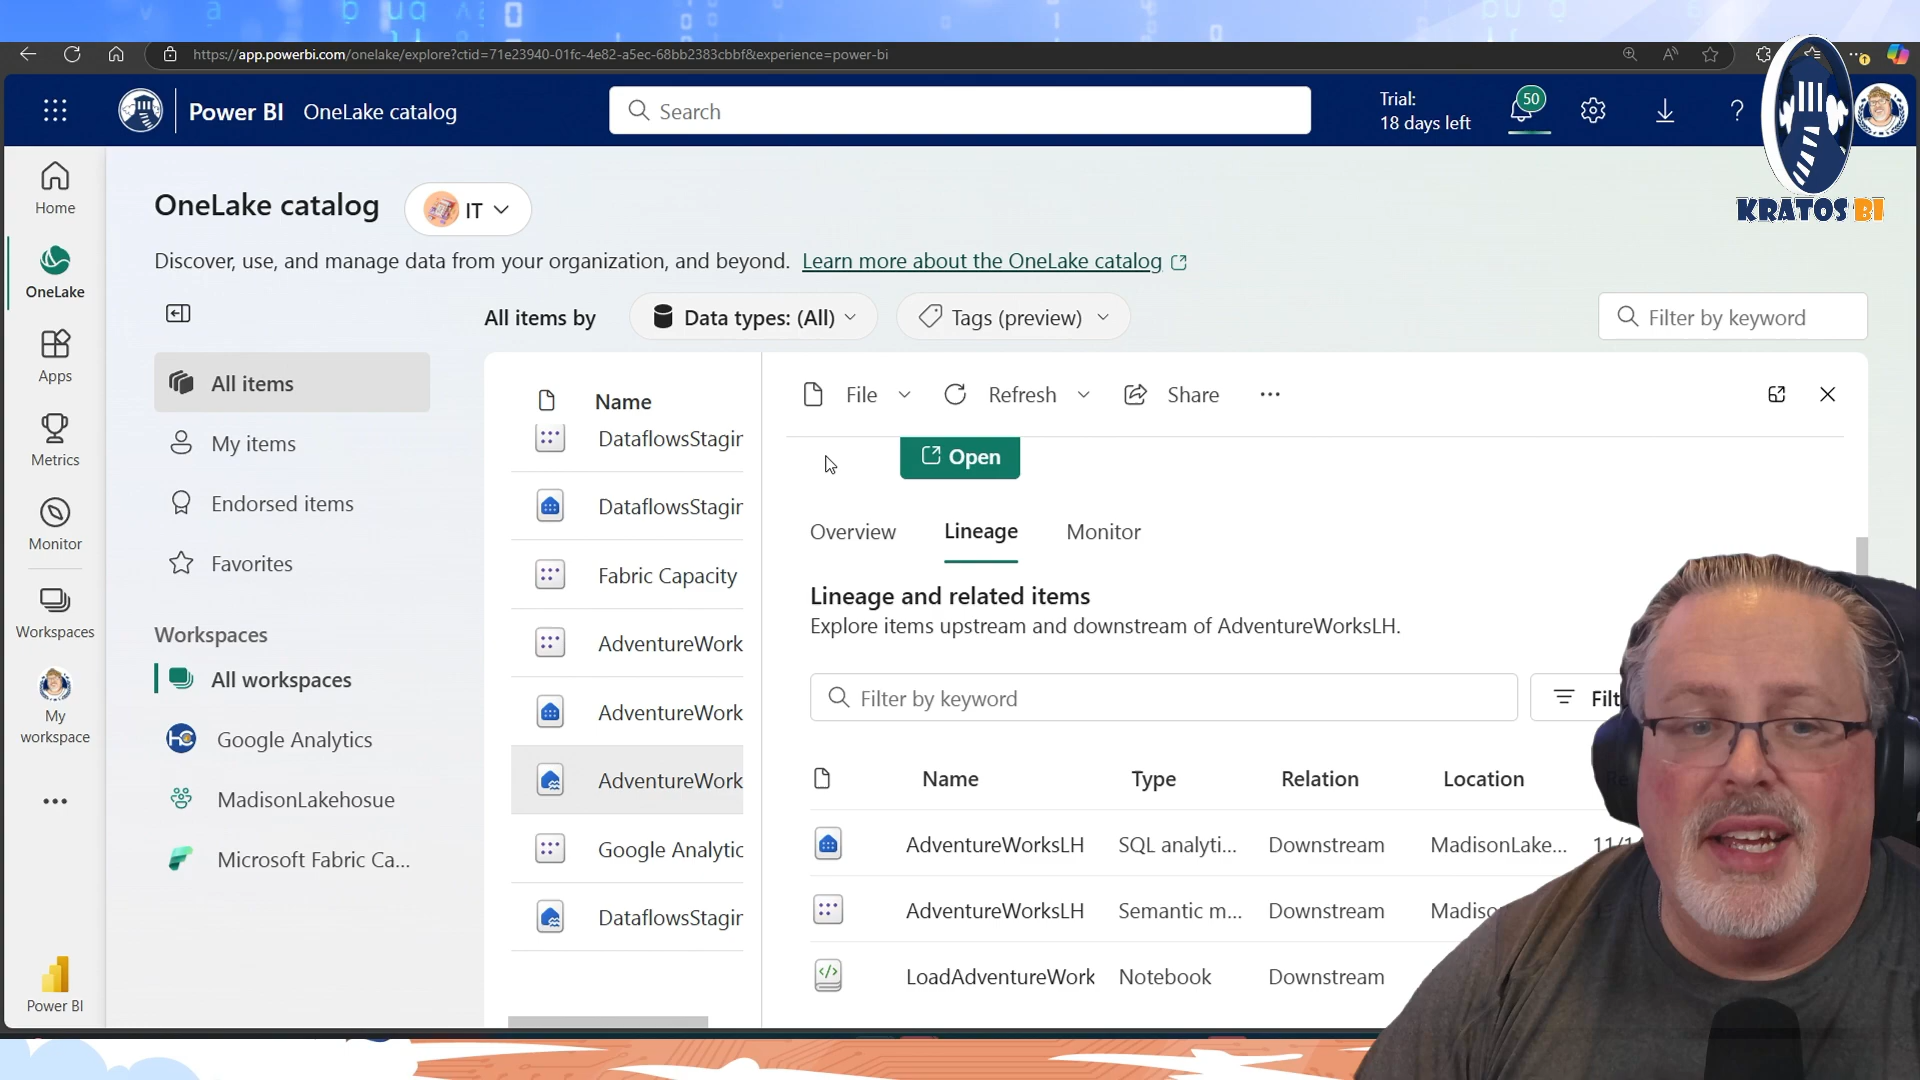 https://app.powerbi.com/onelake/explore?ctid=71e23940-01fc-4e82-a5ec-68bb2383cbbf&experience=power-bi
Power BI OneLake catalog
Search
Trial:
18 days left
50
KRATOS BI
Home
OneLake
Apps
Metrics
Monitor
Workspaces
My
workspace
Power BI
OneLake catalog
IT
Discover, use, and manage data from your organization, and beyond. Learn more about the OneLake catalog
All items by
Data types: (All)
Tags (preview)
Filter by keyword
All items
My items
Endorsed items
Favorites
Workspaces
All workspaces
Google Analytics
MadisonLakehosue
Microsoft Fabric Ca...
Name
DataflowsStagin
DataflowsStagin
Fabric Capacity
AdventureWork
AdventureWork
AdventureWork
Google Analytic
DataflowsStagin
File
Refresh
Share
Open
Overview
Lineage
Monitor
Lineage and related items
Explore items upstream and downstream of AdventureWorksLH.
Filter by keyword
Filt
Name Type Relation Location
AdventureWorksLH SQL analyti... Downstream MadisonLake... 11/1
AdventureWorksLH Semantic m... Downstream Madiso
LoadAdventureWork Notebook Downstream